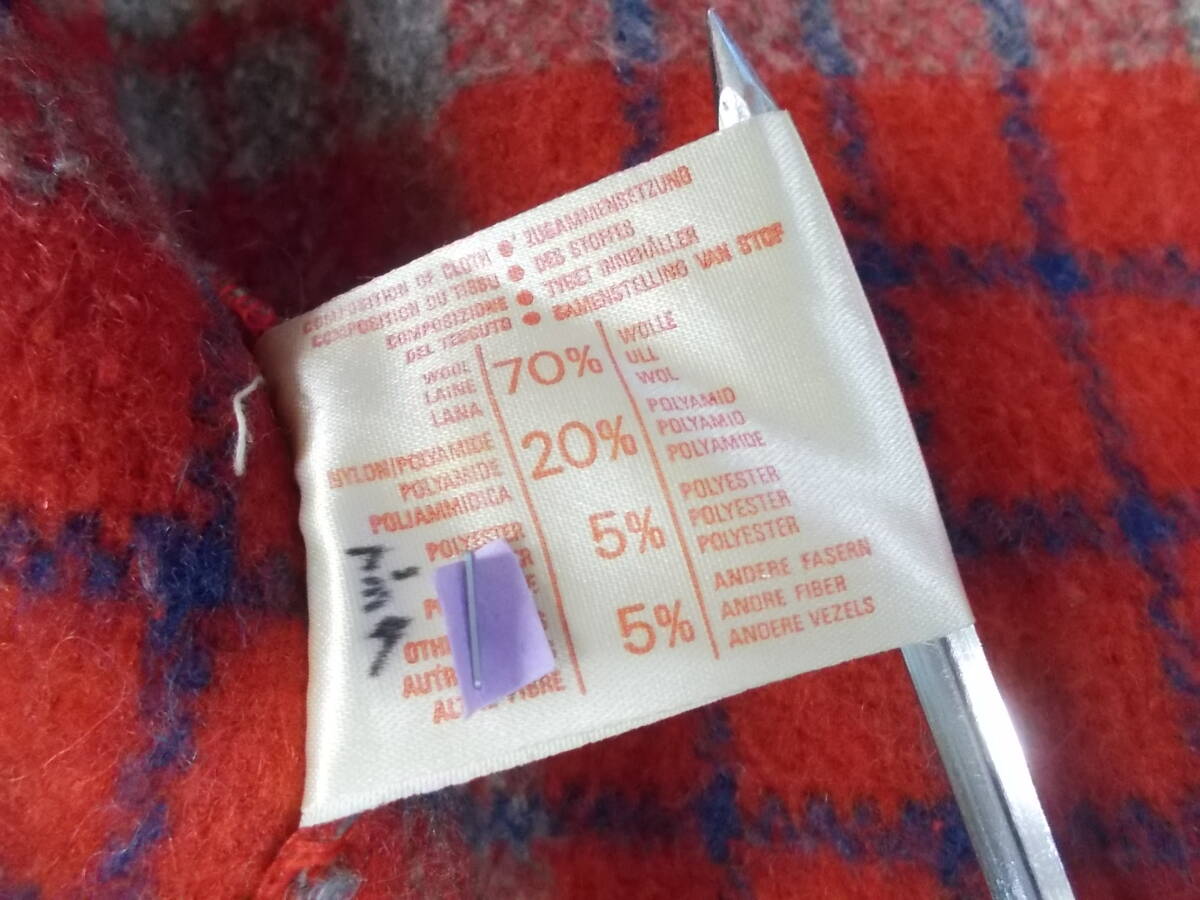 COMPOSITION OF CLOTH • ZUSAMMENSETZUNG
COMPOSITION DU TISSU • DES STOFFES
COMPOSIZIONE • TYGET INNEHÅLLER
DEL TESSUTO • SAMENSTELLING VAN STOF
WOOL 70% WOLLE
LAINE ULL
LANA WOL
NYLON/POLYAMIDE 20% POLYAMID
POLYAMIDE POLYAMID
POLIAMMIDICA POLYAMIDE
POLYESTER 5% POLYESTER
POLYESTER
POLYESTER
5% ANDERE FASERN
ANDRE FIBER
FIBRE ANDERE VEZELS